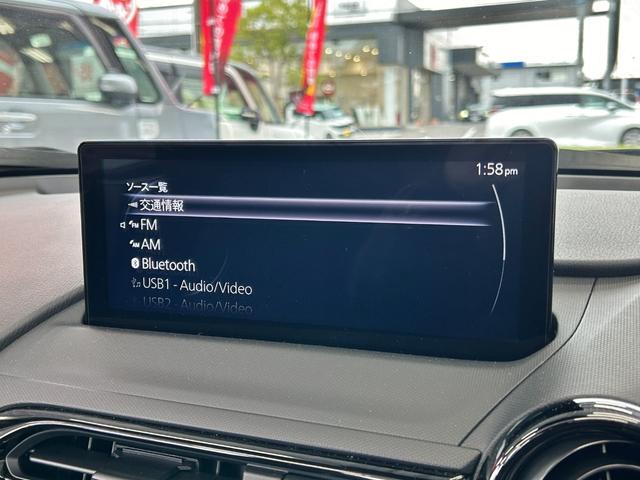 1:58pm
ソース一覧
交通情報
FM
AM
Bluetooth
USB1 - Audio/Video
USB2 - Audio/Video